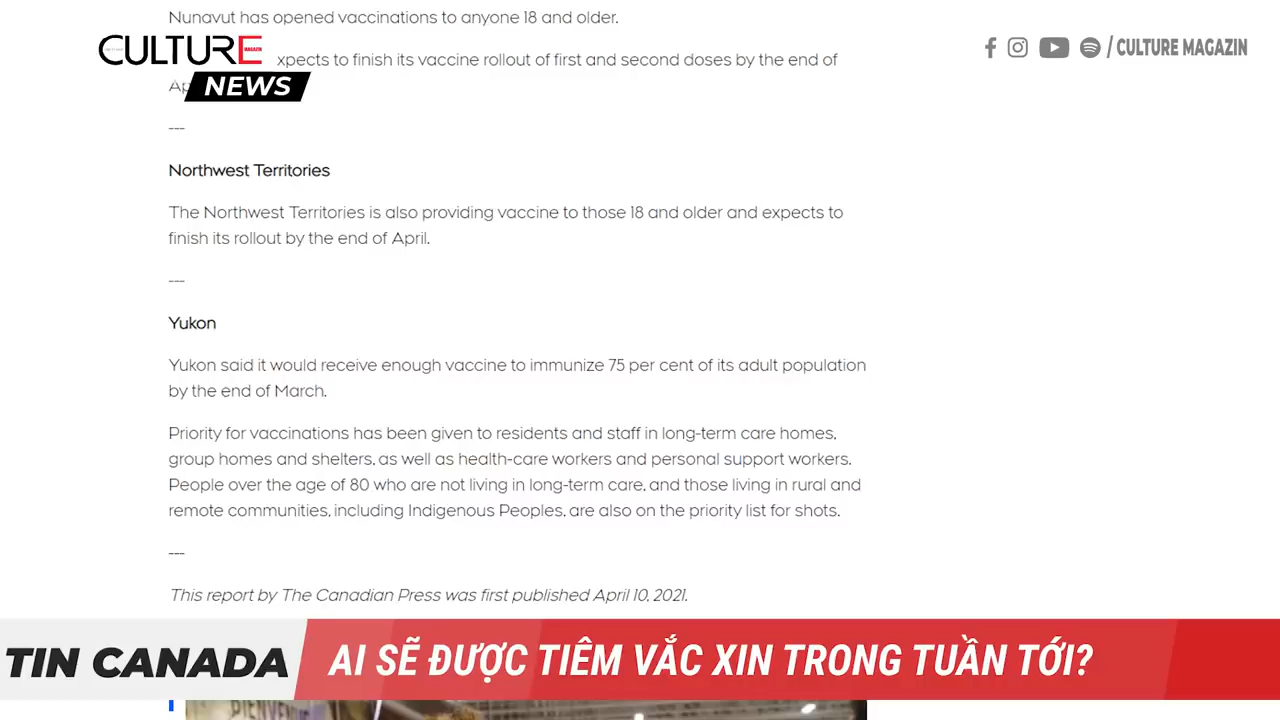 Nunavut has opened vaccinations to anyone 18 and older.
CULTURE MAGAZIN
/ CULTURE MAGAZIN
xpects to finish its vaccine rollout of first and second doses by the end of
NEWS
---
Northwest Territories
The Northwest Territories is also providing vaccine to those 18 and older and expects to
finish its rollout by the end of April.
---
Yukon
Yukon said it would receive enough vaccine to immunize 75 per cent of its adult population
by the end of March.
Priority for vaccinations has been given to residents and staff in long-term care homes,
group homes and shelters, as well as health-care workers and personal support workers.
People over the age of 80 who are not living in long-term care, and those living in rural and
remote communities, including Indigenous Peoples, are also on the priority list for shots.
---
This report by The Canadian Press was first published April 10, 2021.
TIN CANADA
AI SẼ ĐƯỢC TIÊM VẮC XIN TRONG TUẦN TỚI?